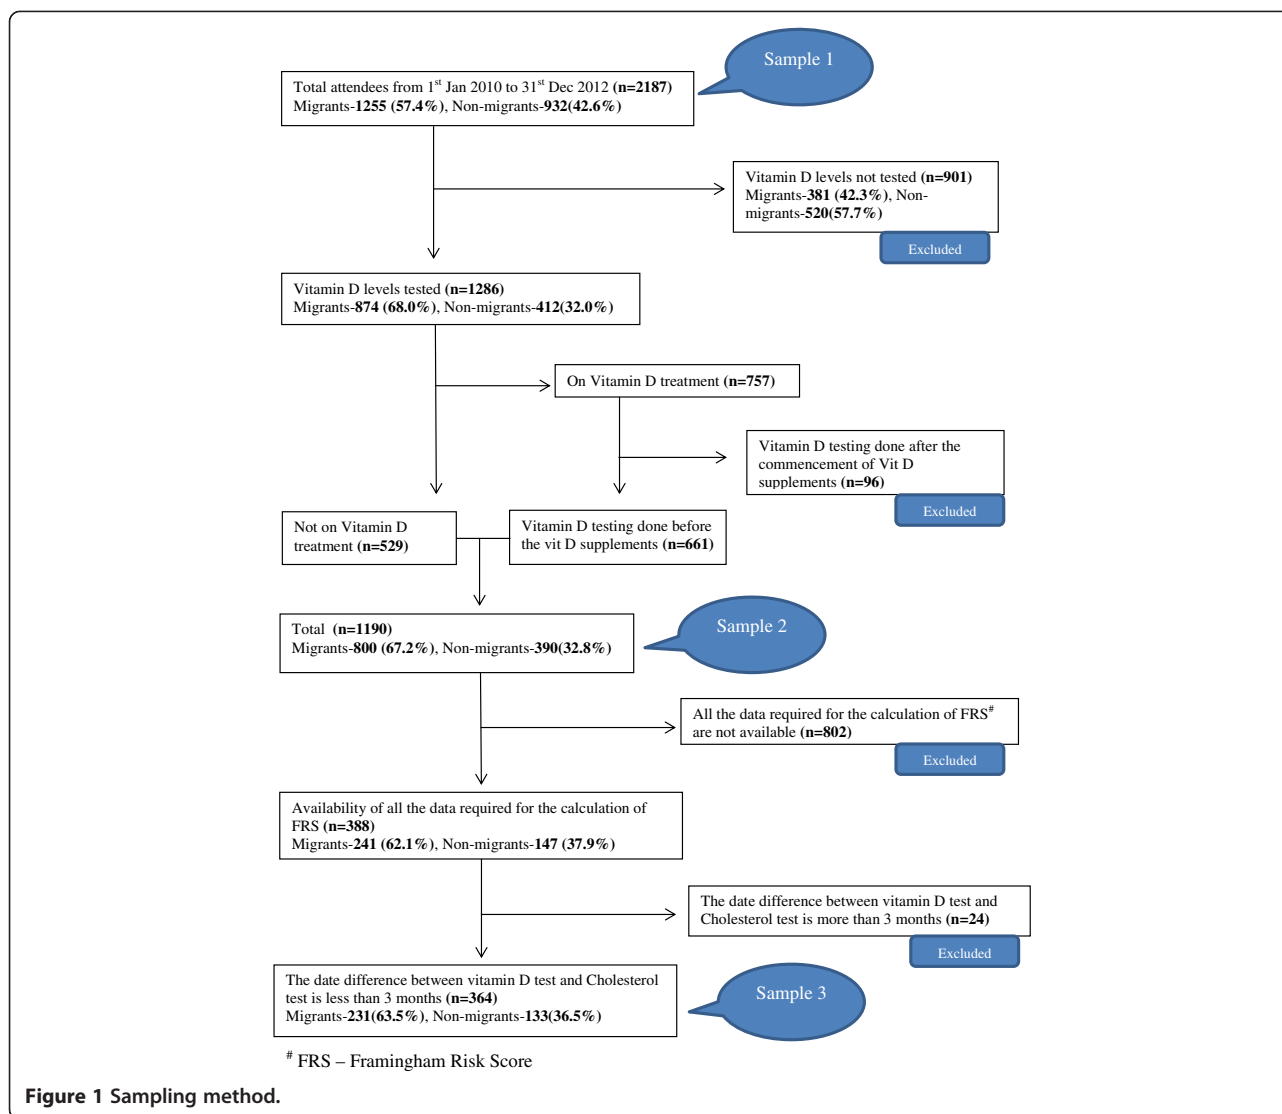 Sample 1
Total attendees from 1st Jan 2010 to 31st Dec 2012 (n=2187)
Migrants-1255 (57.4%), Non-migrants-932(42.6%)
Vitamin D levels not tested (n=901)
Migrants-381 (42.3%), Non-
migrants-520(57.7%)
Excluded
Vitamin D levels tested (n=1286)
Migrants-874 (68.0%), Non-migrants-412(32.0%)
On Vitamin D treatment (n=757)
Vitamin D testing done after the
commencement of Vit D
supplements (n=96)
Excluded
Not on Vitamin D
treatment (n=529)
Vitamin D testing done before
the vit D supplements (n=661)
Sample 2
Total (n=1190)
Migrants-800 (67.2%), Non-migrants-390(32.8%)
All the data required for the calculation of FRS#
are not available (n=802)
Excluded
Availability of all the data required for the calculation of
FRS (n=388)
Migrants-241 (62.1%), Non-migrants-147 (37.9%)
The date difference between vitamin D test and
Cholesterol test is more than 3 months (n=24)
Excluded
The date difference between vitamin D test and Cholesterol
test is less than 3 months (n=364)
Migrants-231(63.5%), Non-migrants-133(36.5%)
Sample 3
# FRS – Framingham Risk Score
Figure 1 Sampling method.